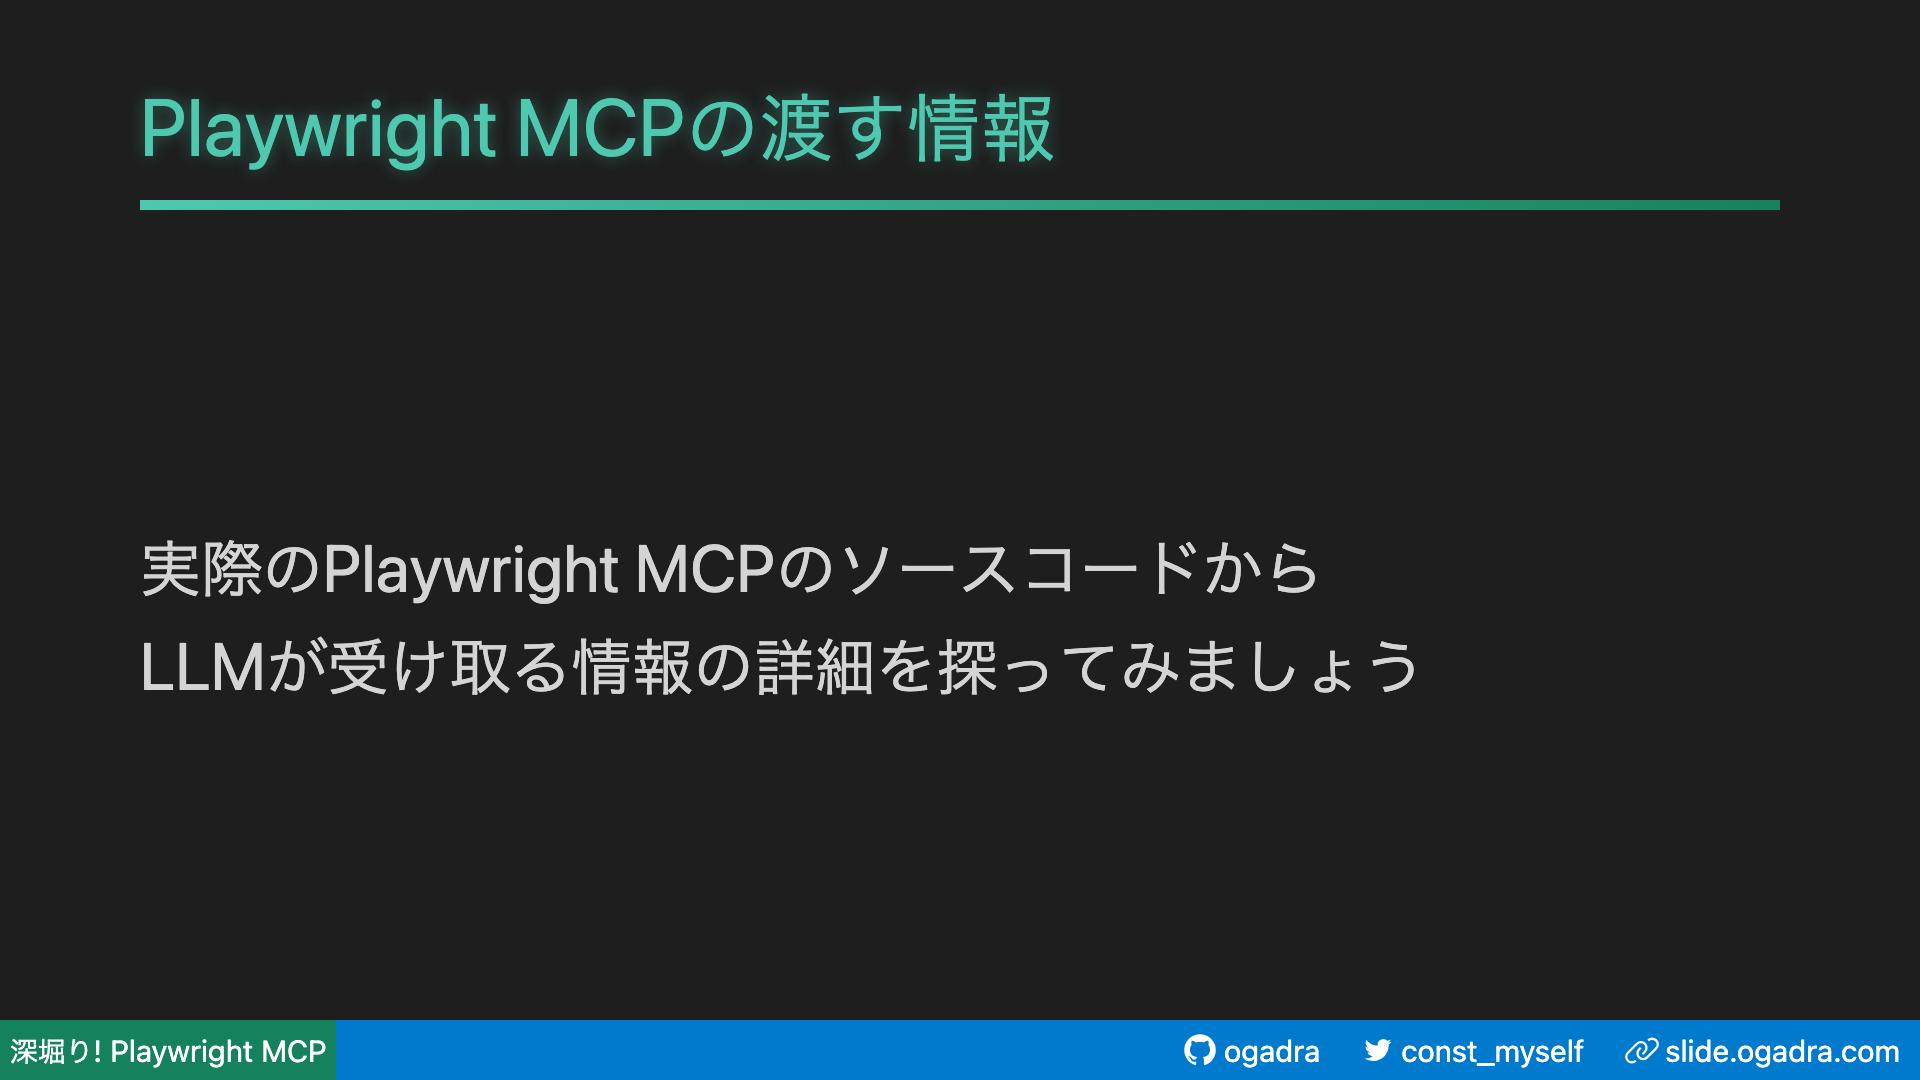 Playwright MCPの渡す情報
実際のPlaywright MCPのソースコードから
LLMが受け取る情報の詳細を探ってみましょう
深堀り! Playwright MCP
ogadra
const_myself
slide.ogadra.com